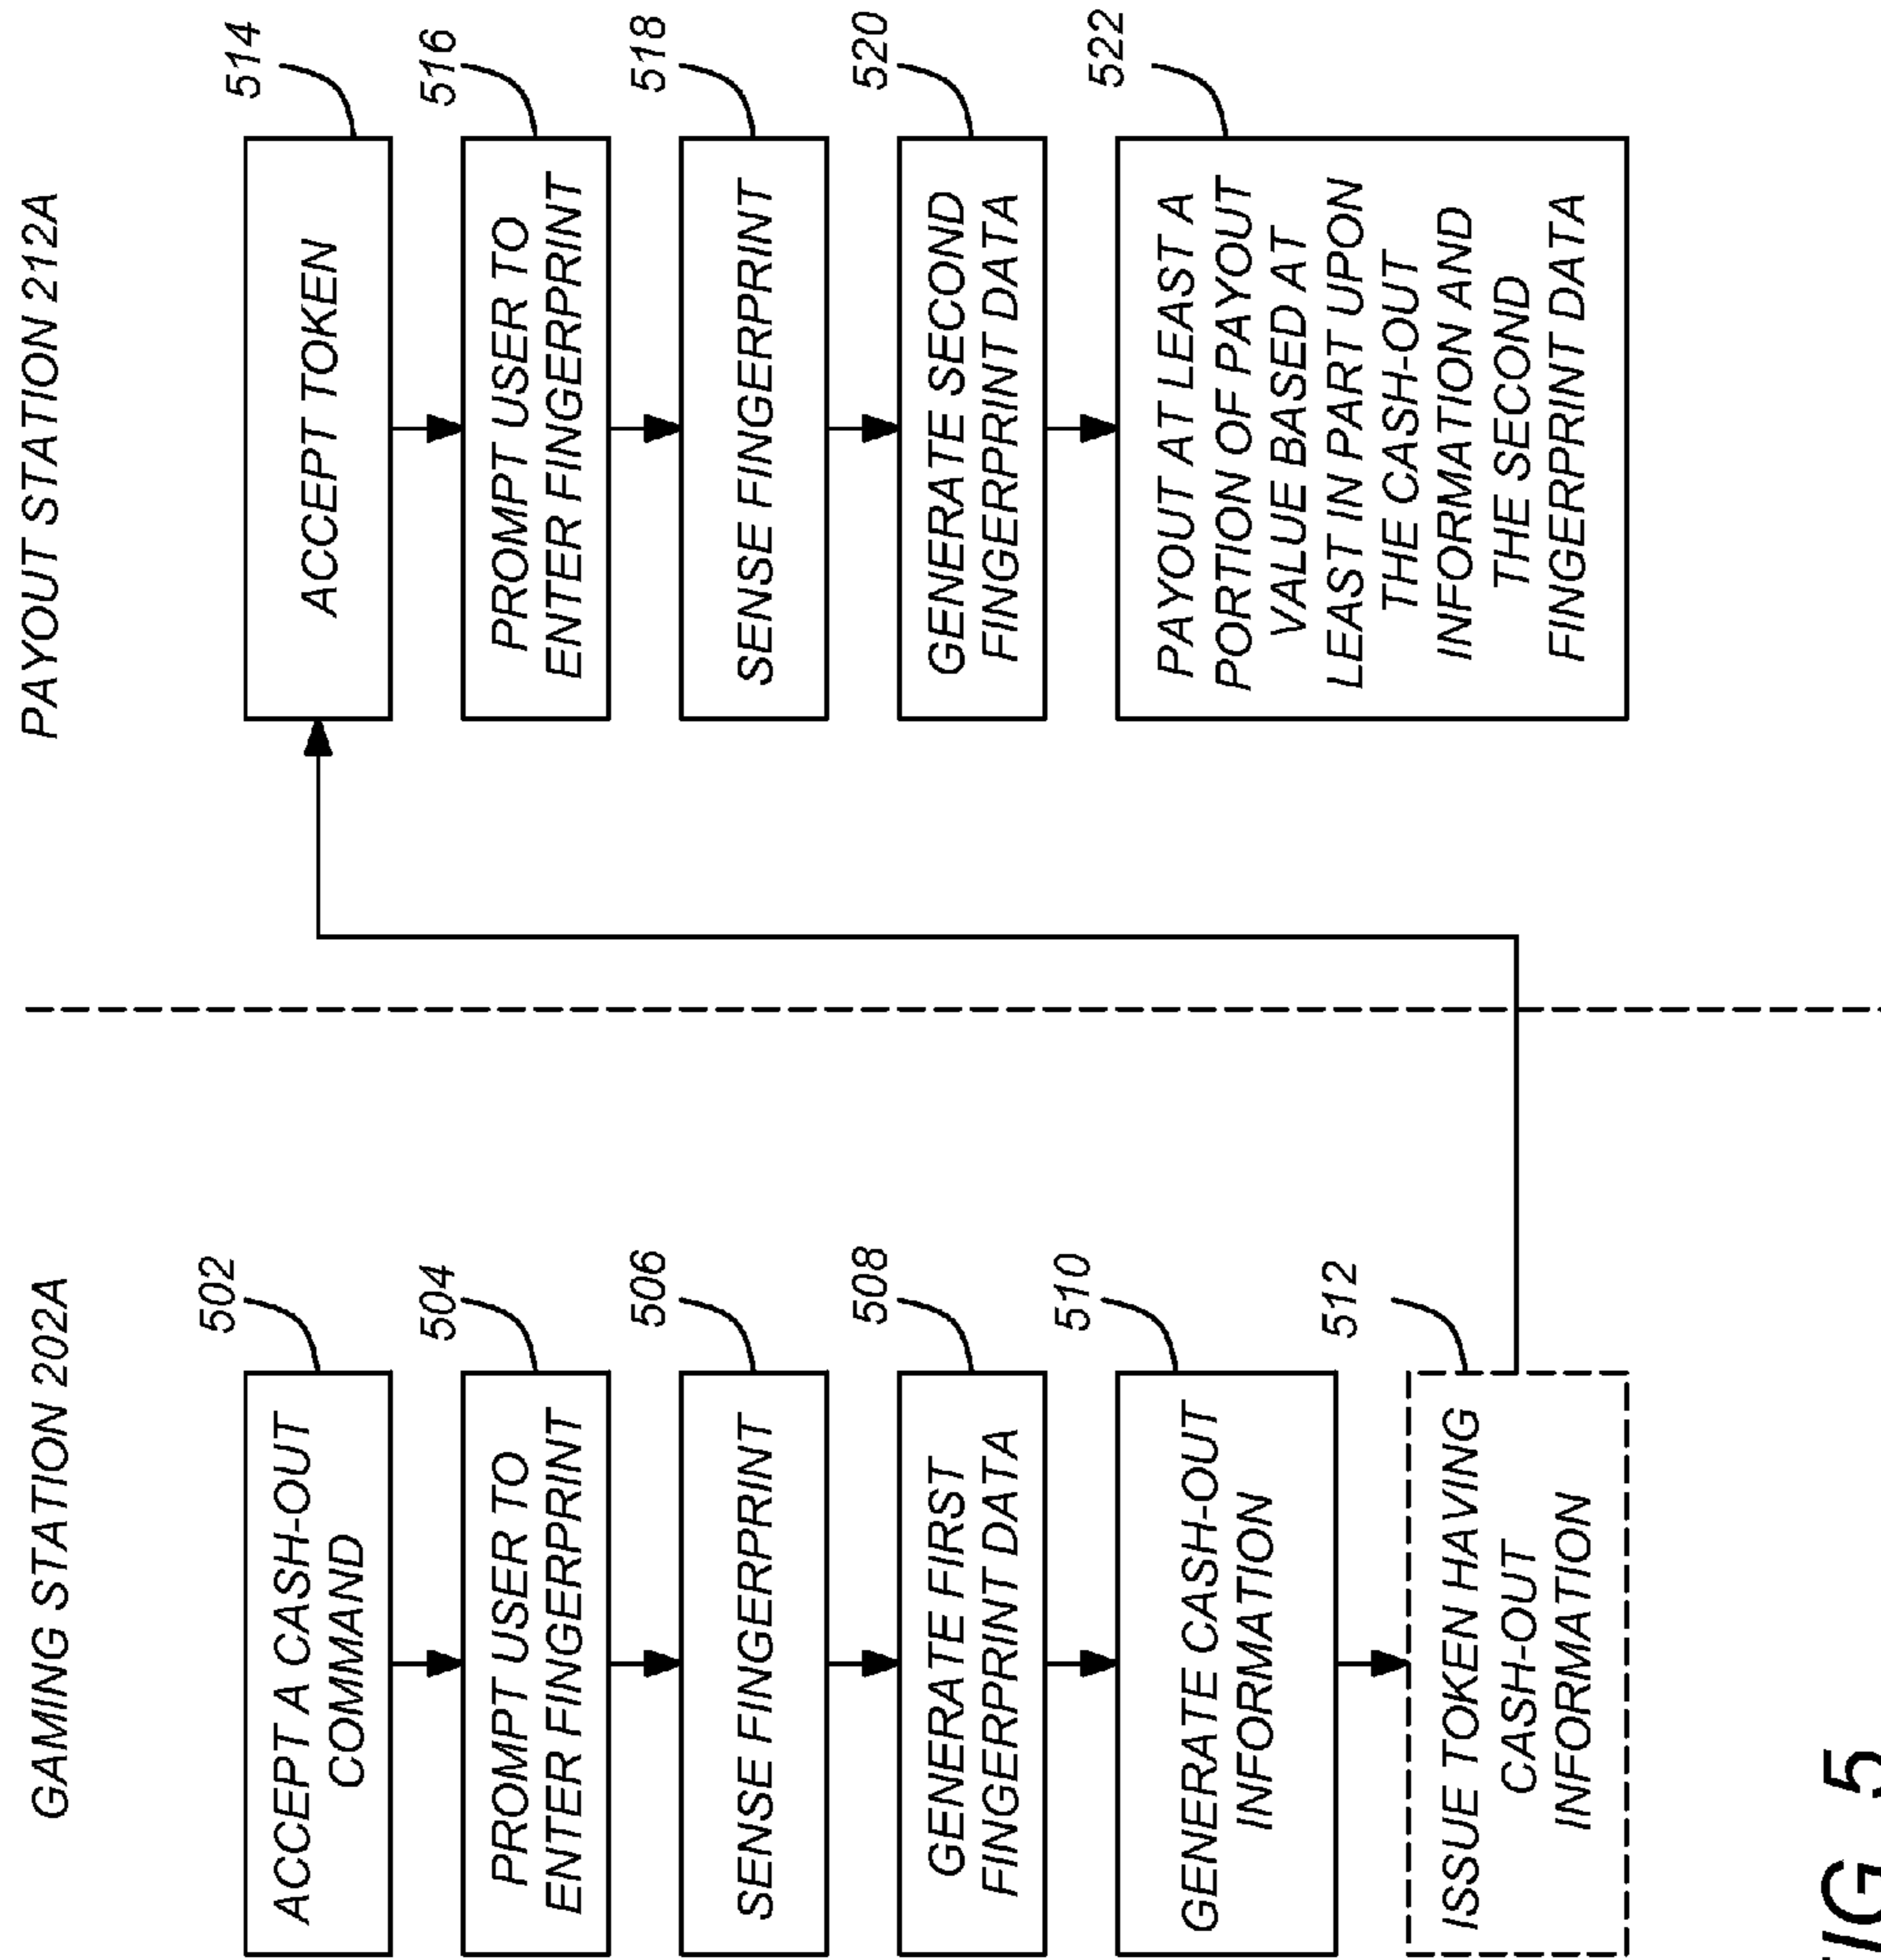 GAMING STATION 202A
502
ACCEPT A CASH-OUT
COMMAND
504
PROMPT USER TO
ENTER FINGERPRINT
506
SENSE FINGERPRINT
508
GENERATE FIRST
FINGERPRINT DATA
510
GENERATE CASH-OUT
INFORMATION
512
ISSUE TOKEN HAVING
CASH-OUT
INFORMATION
PAYOUT STATION 212A
514
ACCEPT TOKEN
516
PROMPT USER TO
ENTER FINGERPRINT
518
SENSE FINGERPRINT
520
GENERATE SECOND
FINGERPRINT DATA
522
PAYOUT AT LEAST A
PORTION OF PAYOUT
VALUE BASED AT
LEAST IN PART UPON
THE CASH-OUT
INFORMATION AND
THE SECOND
FINGERPRINT DATA
IG 5